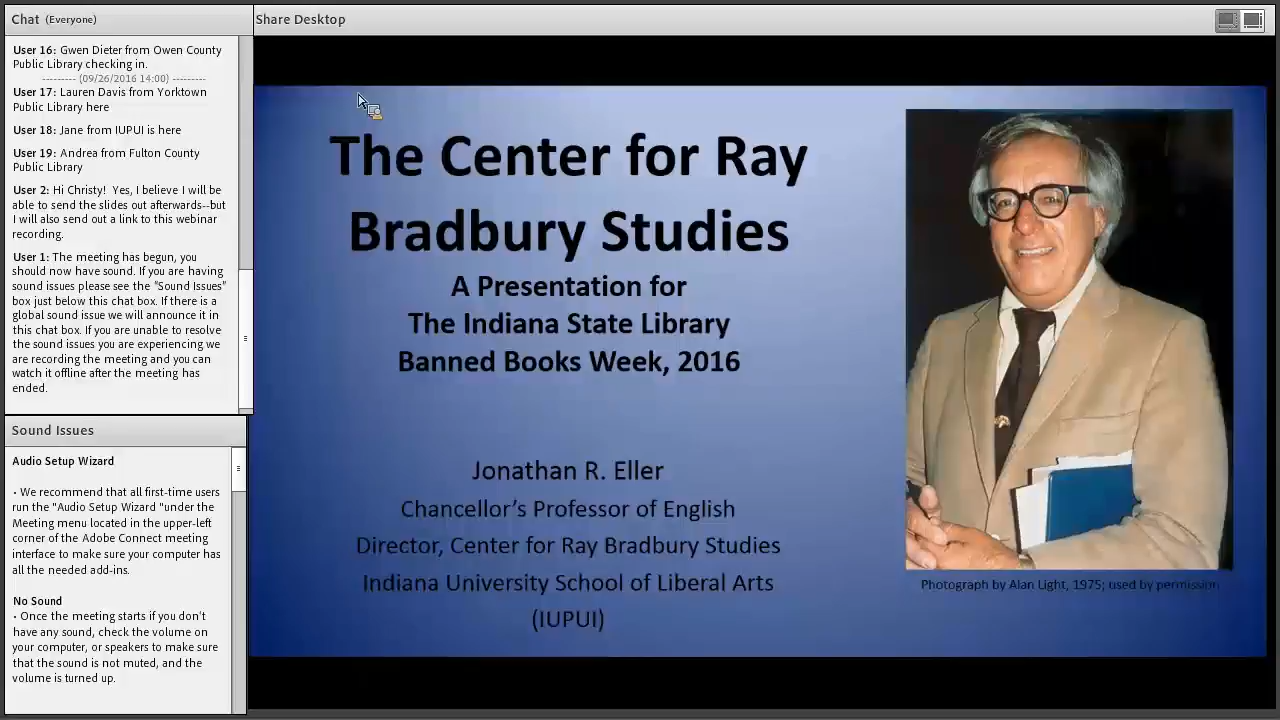 Chat (Everyone)
User 16: Gwen Dieter from Owen County
Public Library checking in.
--------- (09/26/2016 14:00) ---------
User 17: Lauren Davis from Yorktown
Public Library here
User 18: Jane from IUPUI is here
User 19: Andrea from Fulton County
Public Library
User 2: Hi Christy!  Yes, I believe I will be
able to send the slides out afterwards--but
I will also send out a link to this webinar
recording.
User 1: The meeting has begun, you
should now have sound. If you are having
sound issues please see the “Sound Issues”
box just below this chat box. If there is a
global sound issue we will announce it in
this chat box. If you are unable to resolve
the sound issues you are experiencing we
are recording the meeting and you can
watch it offline after the meeting has
ended.
Sound Issues
Audio Setup Wizard
• We recommend that all first-time users
run the "Audio Setup Wizard "under the
Meeting menu located in the upper-left
corner of the Adobe Connect meeting
interface to make sure your computer has
all the needed add-ins.
No Sound
• Once the meeting starts if you don’t
have any sound, check the volume on
your computer, or speakers to make sure
that the sound is not muted, and the
volume is turned up.
Share Desktop
The Center for Ray
Bradbury Studies
A Presentation for
The Indiana State Library
Banned Books Week, 2016
Jonathan R. Eller
Chancellor’s Professor of English
Director, Center for Ray Bradbury Studies
Indiana University School of Liberal Arts
(IUPUI)
Photograph by Alan Light, 1975; used by permission